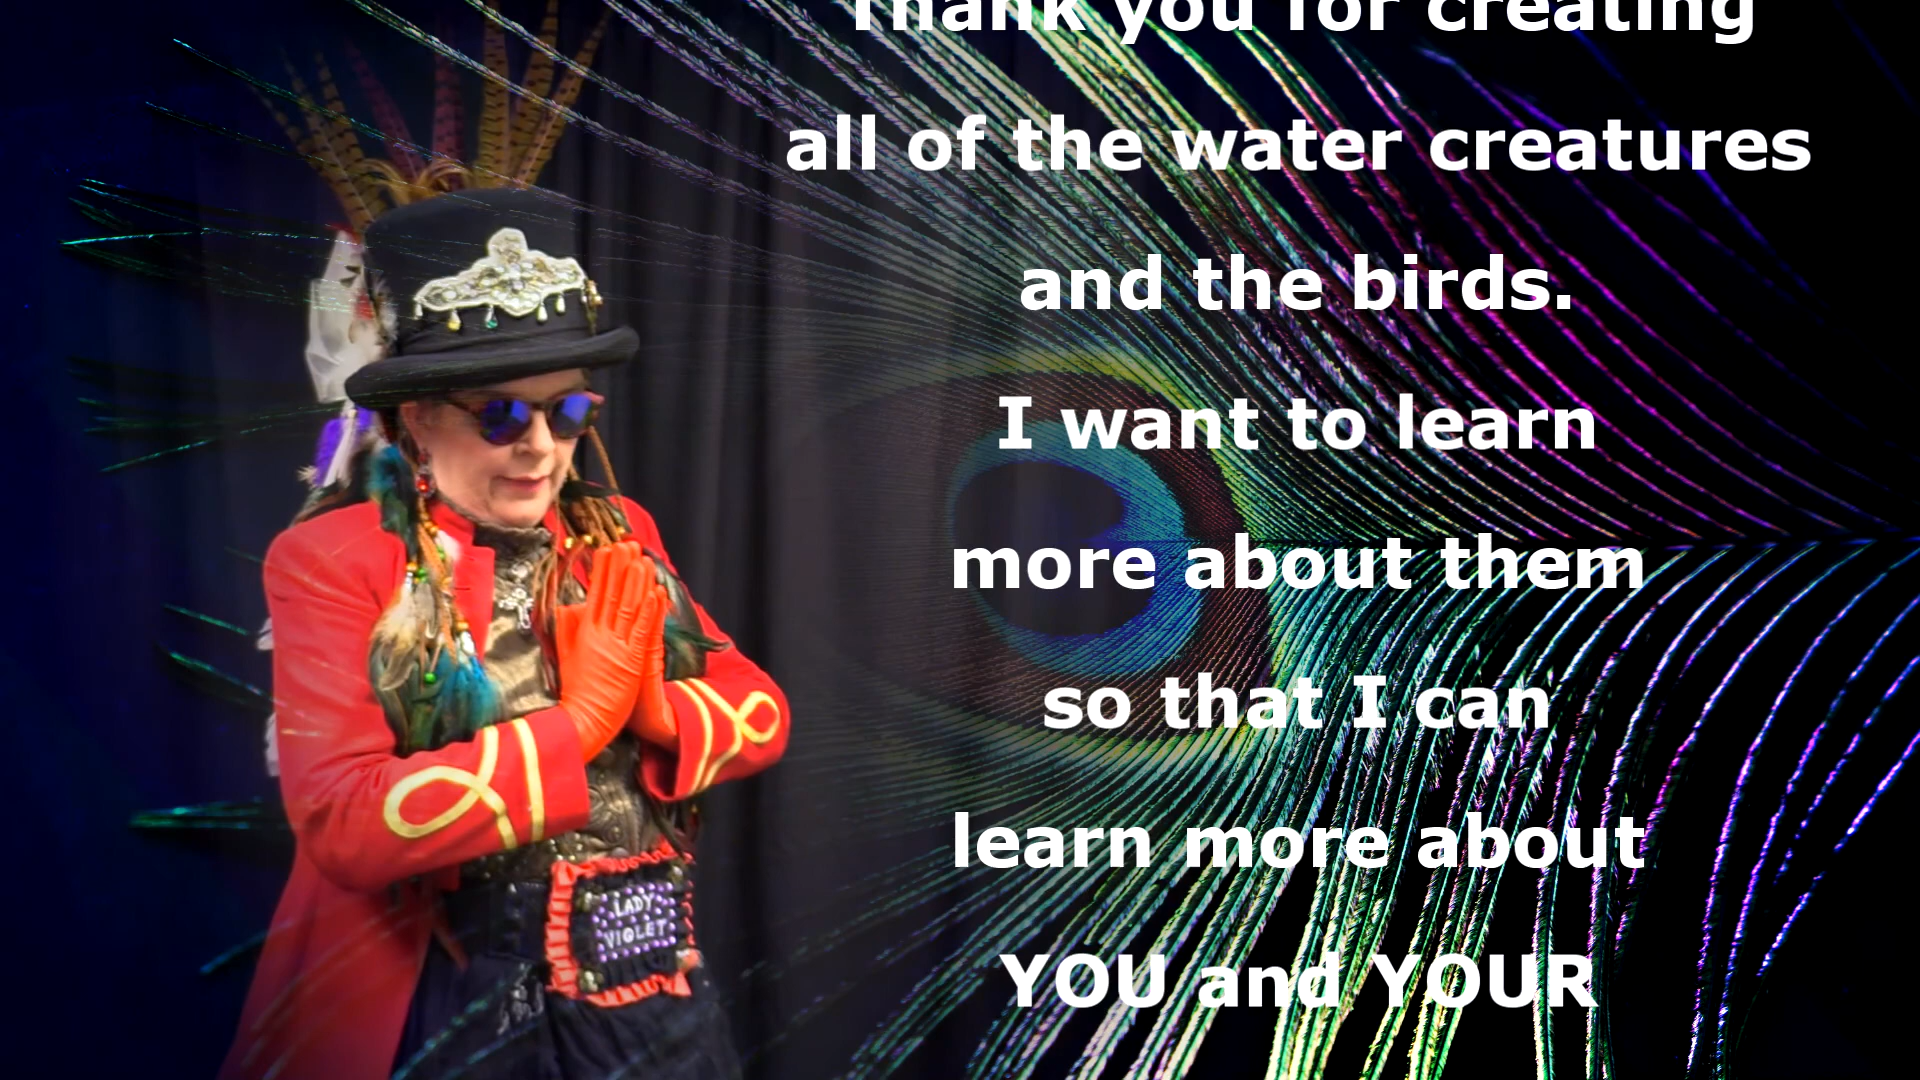 Thank you for creating
all of the water creatures
and the birds.
I want to learn
more about them
so that I can
learn more about
YOU and YOUR
LADY
VIOLET